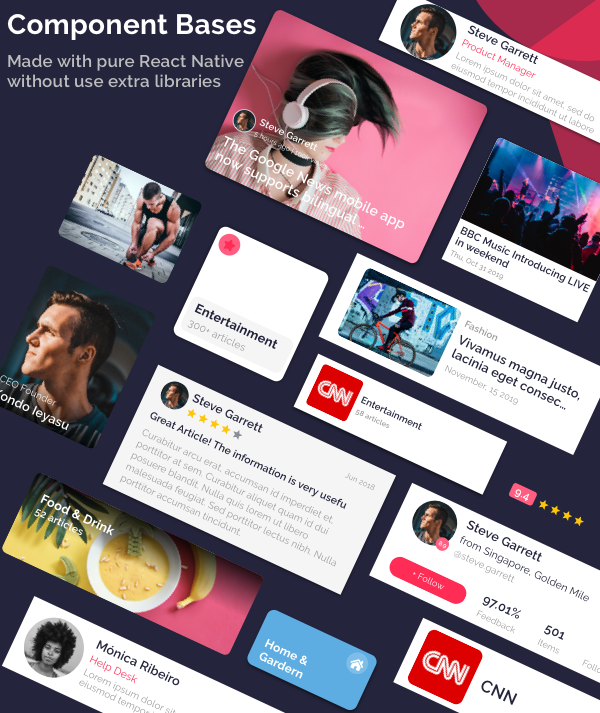 Component Bases
Made with pure React Native
without use extra libraries
Steve Garrett
Product Manager
Lorem ipsum dolor sit amet, sed do
eiusmod tempor incididunt ut labore
Steve Garrett
5 hours ago
The Google News mobile app
now supports bilingual...
BBC Music Introducing LIVE
in weekend
Thu, Oct 31 2019
Entertainment
300+ articles
Fashion
Vivamus magna justo,
lacinia eget consec...
November, 15 2019
CEO Founder
ondo Ieyasu
CNN
Entertainment
58 articles
Steve Garrett
Great Article! The information is very usefu
Jun 2018
Curabitur arcu erat, accumsan id imperdiet et,
porttitor at sem. Curabitur aliquet quam id dui
posuere blandit. Nulla quis lorem ut libero
malesuada feugiat. Sed porttitor lectus nibh. Nulla
porttitor accumsan tincidunt.
9.4
Food & Drink
52 articles
Steve Garrett
from Singapore, Golden Mile
@steve.garrett
+ Follow
97.01%
Feedback
501
Items
Follo
Home &
Gardern
CNN
CNN
Mónica Ribeiro
Help Desk
Lorem ipsum dolor sit
eiusmod tempor inc